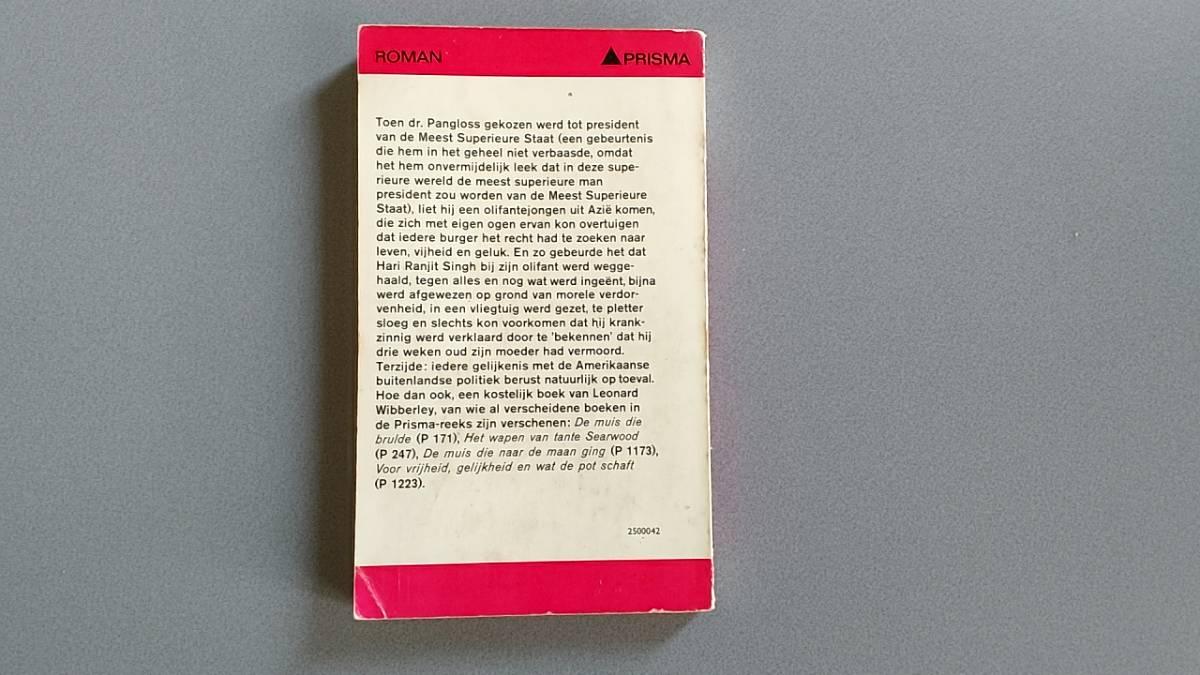 ROMAN
PRISMA
Toen dr. Pangloss gekozen werd tot president
van de Meest Superieure Staat (een gebeurtenis
die hem in het geheel niet verbaasde, omdat
het hem onvermijdelijk leek dat in deze supe-
rieure wereld de meest superieure man
president zou worden van de Meest Superieure
Staat), liet hij een olifantejongen uit Azië komen,
die zich met eigen ogen ervan kon overtuigen
dat iedere burger het recht had te zoeken naar
leven, vijheid en geluk. En zo gebeurde het dat
Hari Ranjit Singh bij zijn olifant werd wegge-
haald, tegen alles en nog wat werd ingeënt, bijna
werd afgewezen op grond van morele verdor-
venheid, in een vliegtuig werd gezet, te pletter
sloeg en slechts kon voorkomen dat hij krank-
zinnig werd verklaard door te 'bekennen' dat hij
drie weken oud zijn moeder had vermoord.
Terzijde: iedere gelijkenis met de Amerikaanse
buitenlandse politiek berust natuurlijk op toeval.
Hoe dan ook, een kostelijk boek van Leonard
Wibberley, van wie al verscheidene boeken in
de Prisma-reeks zijn verschenen: De muis die
brulde (P 171), Het wapen van tante Searwood
(P 247), De muis die naar de maan ging (P 1173),
Voor vrijheid, gelijkheid en wat de pot schaft
(P 1223).
2500042